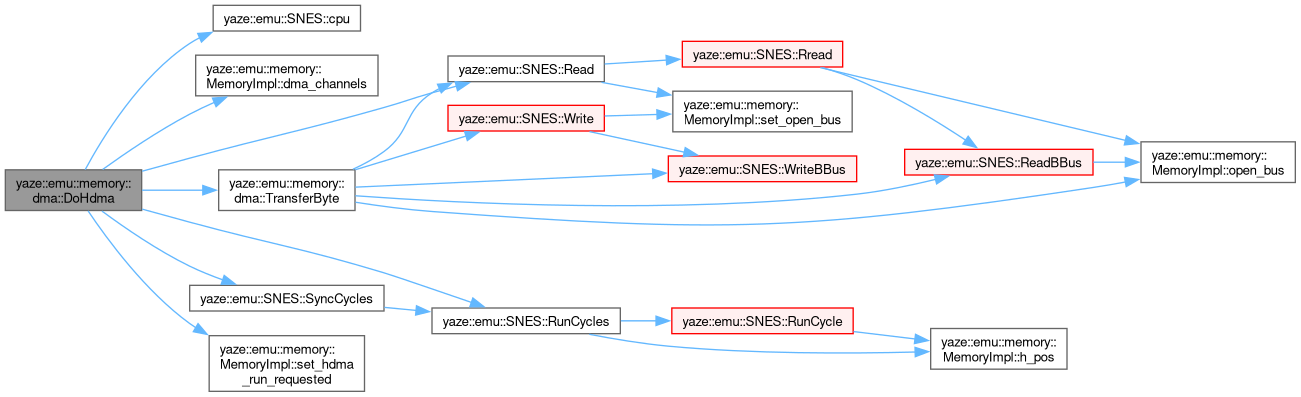 yaze::emu::SNES::cpu
yaze::emu::memory::
MemoryImpl::dma_channels
yaze::emu::SNES::Read
yaze::emu::SNES::Rread
yaze::emu::memory::
MemoryImpl::set_open_bus
yaze::emu::SNES::Write
yaze::emu::SNES::WriteBBus
yaze::emu::SNES::ReadBBus
yaze::emu::memory::
MemoryImpl::open_bus
yaze::emu::memory::
dma::DoHdma
yaze::emu::memory::
dma::TransferByte
yaze::emu::SNES::SyncCycles
yaze::emu::SNES::RunCycles
yaze::emu::SNES::RunCycle
yaze::emu::memory::
MemoryImpl::h_pos
yaze::emu::memory::
MemoryImpl::set_hdma
_run_requested